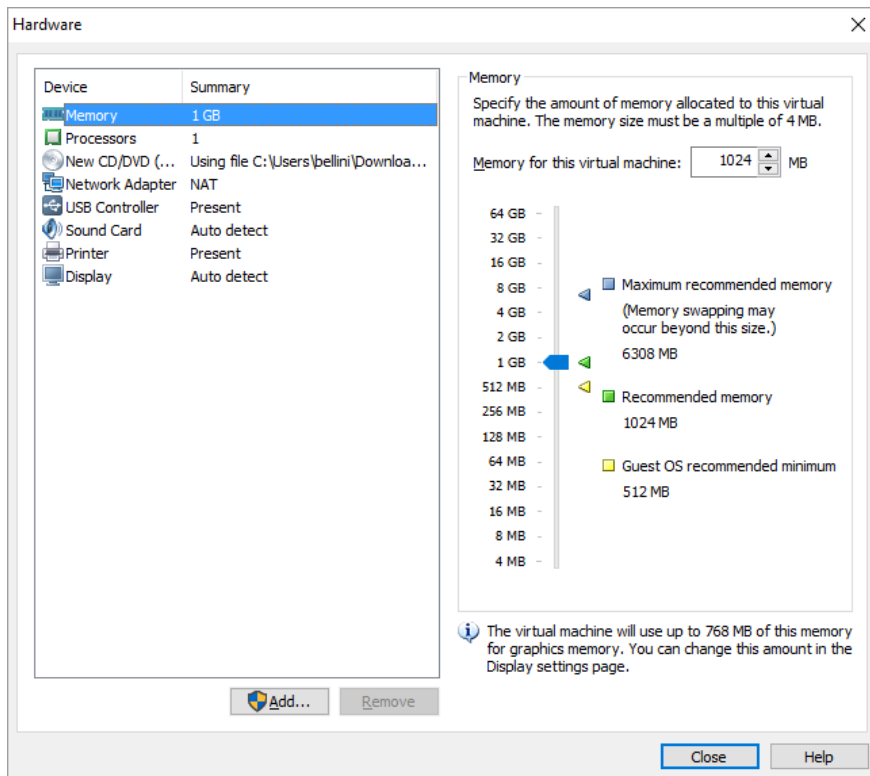 Hardware
Device Summary
Memory 1 GB
Processors 1
New CD/DVD (... Using file C:\Users\bellini\Downloa...
Network Adapter NAT
USB Controller Present
Sound Card Auto detect
Printer Present
Display Auto detect
Add... Remove
Memory
Specify the amount of memory allocated to this virtual
machine. The memory size must be a multiple of 4 MB.
Memory for this virtual machine: 1024 MB
64 GB
32 GB
16 GB
8 GB
4 GB
2 GB
1 GB
512 MB
256 MB
128 MB
64 MB
32 MB
16 MB
8 MB
4 MB
Maximum recommended memory
(Memory swapping may
occur beyond this size.)
6308 MB
Recommended memory
1024 MB
Guest OS recommended minimum
512 MB
The virtual machine will use up to 768 MB of this memory
for graphics memory. You can change this amount in the
Display settings page.
Close Help